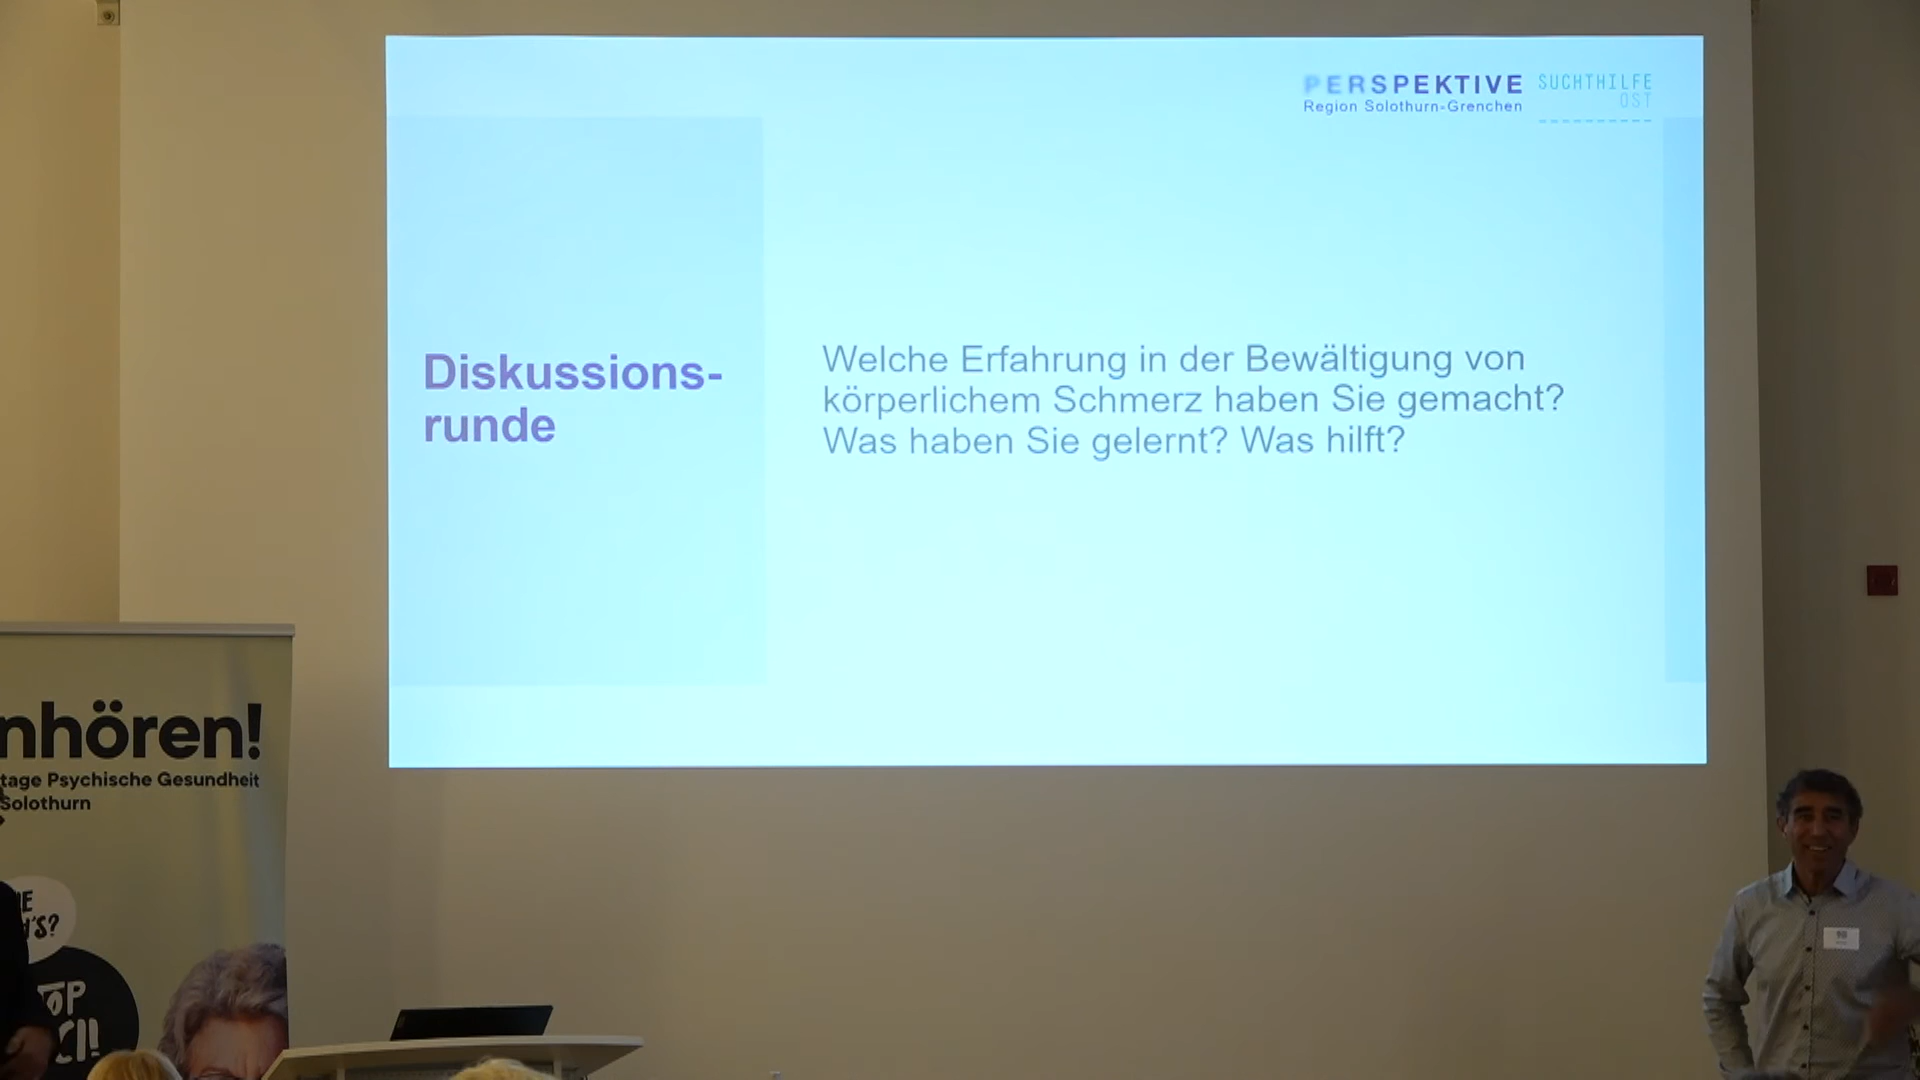 PERSPEKTIVE
Region Solothurn-Grenchen
SUCHTHILFE
OST
Diskussions-
runde
Welche Erfahrung in der Bewältigung von
körperlichem Schmerz haben Sie gemacht?
Was haben Sie gelernt? Was hilft?
nhören!
tage Psychische Gesundheit
Solothurn